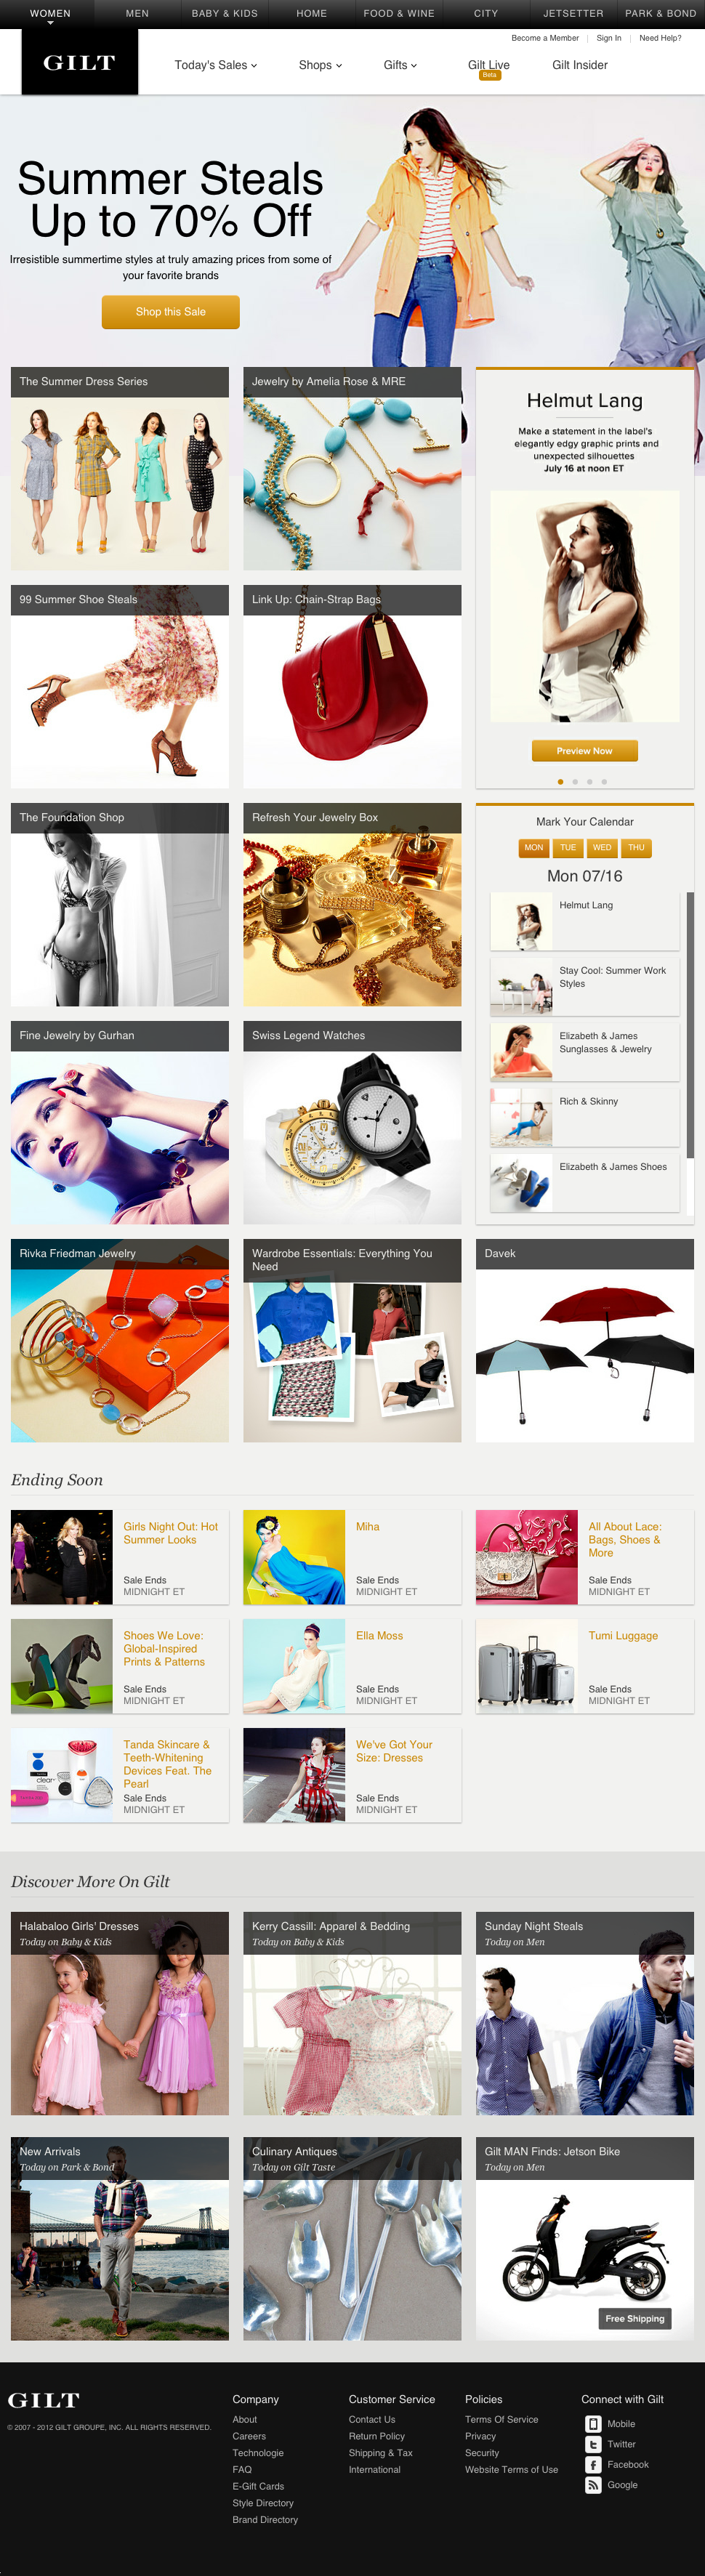 WOMEN
MEN
BABY & KIDS
HOME
FOOD & WINE
CITY
JETSETTER
PARK & BOND
Become a Member
Sign In
Need Help?
GILT
Today's Sales
Shops
Gifts
Gilt Live
Beta
Gilt Insider
Summer Steals
Up to 70% Off
Irresistible summertime styles at truly amazing prices from some of
your favorite brands
Shop this Sale
The Summer Dress Series
Jewelry by Amelia Rose & MRE
Helmut Lang
Make a statement in the label's
elegantly edgy graphic prints and
unexpected silhouettes
July 16 at noon ET
Preview Now
99 Summer Shoe Steals
Link Up: Chain-Strap Bags
The Foundation Shop
Refresh Your Jewelry Box
Mark Your Calendar
MON
TUE
WED
THU
Mon 07/16
Helmut Lang
Stay Cool: Summer Work
Styles
Elizabeth & James
Sunglasses & Jewelry
Rich & Skinny
Elizabeth & James Shoes
Fine Jewelry by Gurhan
Swiss Legend Watches
Rivka Friedman Jewelry
Wardrobe Essentials: Everything You
Need
Davek
Ending Soon
Girls Night Out: Hot
Summer Looks
Sale Ends
MIDNIGHT ET
Miha
Sale Ends
MIDNIGHT ET
All About Lace:
Bags, Shoes &
More
Sale Ends
MIDNIGHT ET
Shoes We Love:
Global-Inspired
Prints & Patterns
Sale Ends
MIDNIGHT ET
Ella Moss
Sale Ends
MIDNIGHT ET
Tumi Luggage
Sale Ends
MIDNIGHT ET
Tanda Skincare &
Teeth-Whitening
Devices Feat. The
Pearl
Sale Ends
MIDNIGHT ET
clear+
We've Got Your
Size: Dresses
Sale Ends
MIDNIGHT ET
Discover More On Gilt
Halabaloo Girls' Dresses
Today on Baby & Kids
Kerry Cassill: Apparel & Bedding
Today on Baby & Kids
Sunday Night Steals
Today on Men
New Arrivals
Today on Park & Bond
Culinary Antiques
Today on Gilt Taste
Gilt MAN Finds: Jetson Bike
Today on Men
Free Shipping
GILT
© 2007 - 2012 GILT GROUPE, INC. ALL RIGHTS RESERVED.
Company
About
Careers
Technologie
FAQ
E-Gift Cards
Style Directory
Brand Directory
Customer Service
Contact Us
Return Policy
Shipping & Tax
International
Policies
Terms Of Service
Privacy
Security
Website Terms of Use
Connect with Gilt
Mobile
Twitter
Facebook
Google